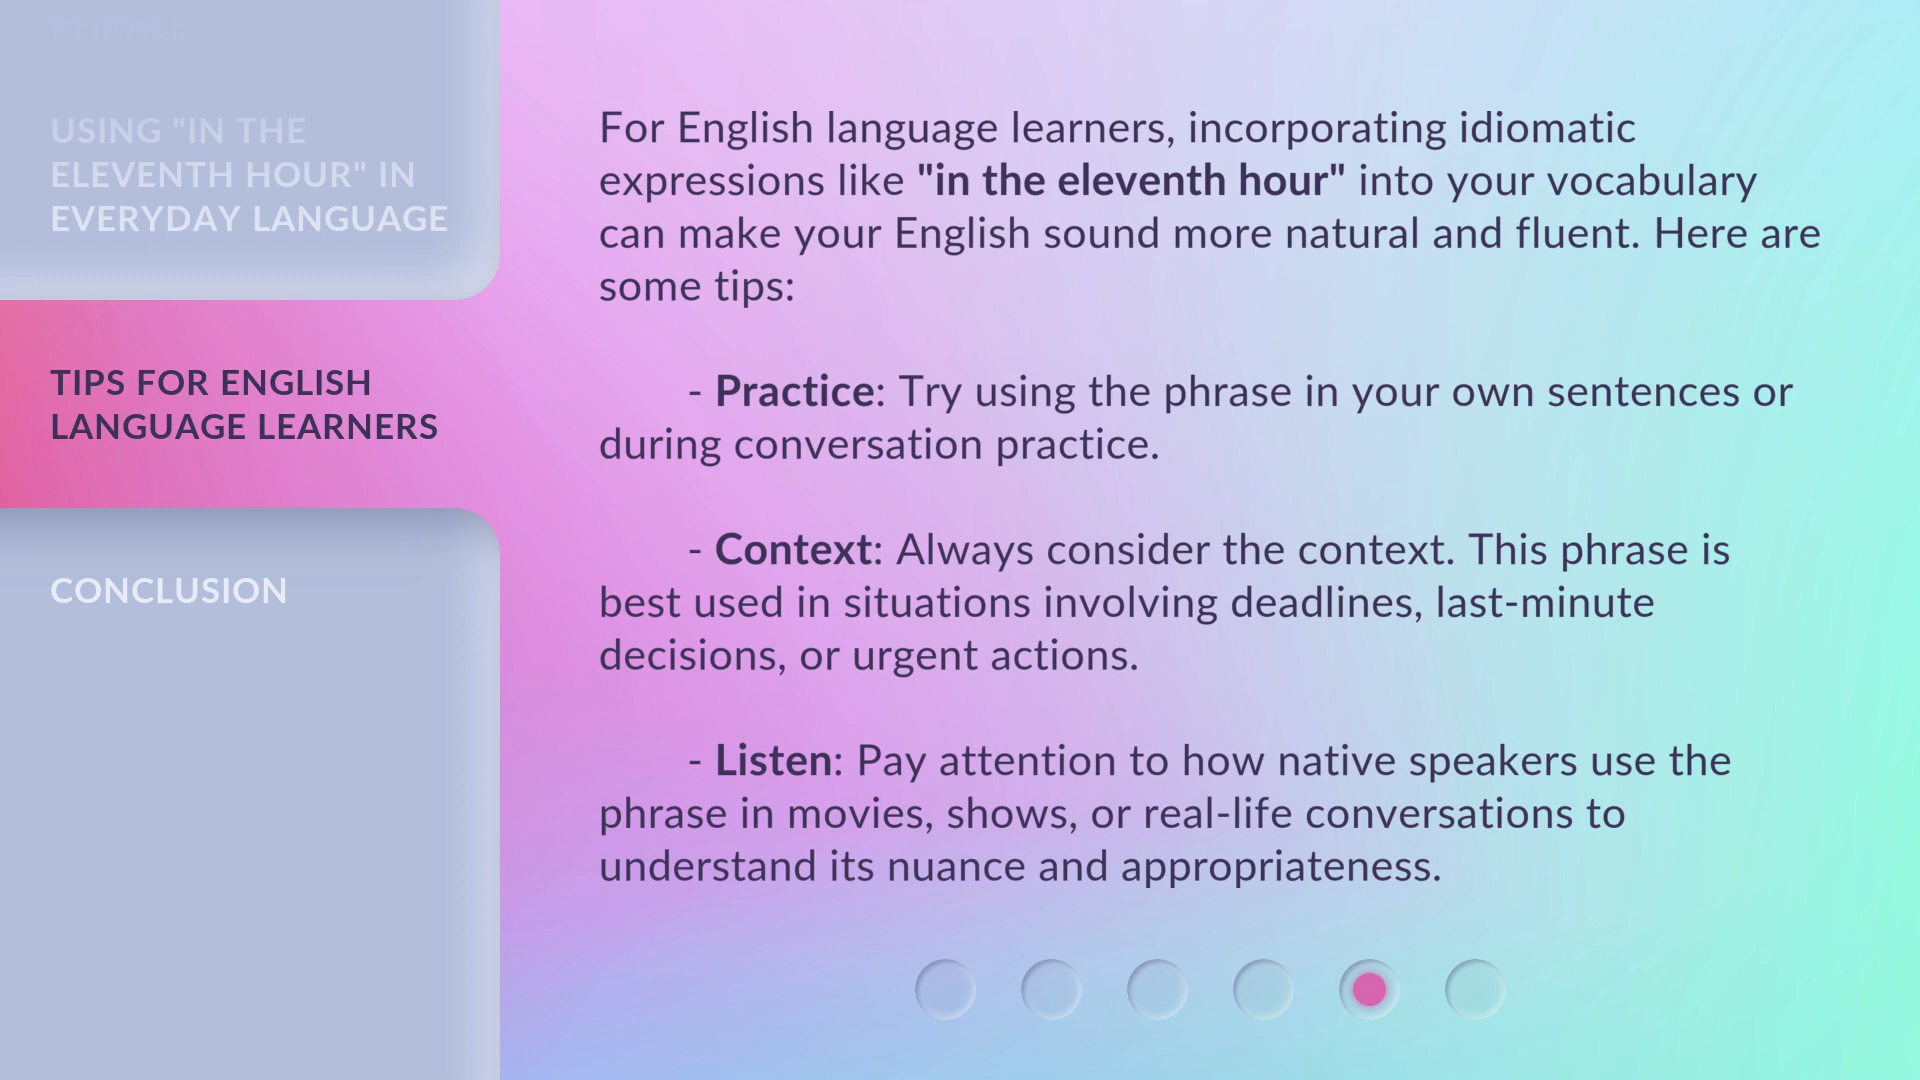 USING "IN THE
ELEVENTH HOUR" IN
EVERYDAY LANGUAGE
TIPS FOR ENGLISH
LANGUAGE LEARNERS
CONCLUSION
For English language learners, incorporating idiomatic
expressions like "in the eleventh hour" into your vocabulary
can make your English sound more natural and fluent. Here are
some tips:
- Practice: Try using the phrase in your own sentences or
during conversation practice.
- Context: Always consider the context. This phrase is
best used in situations involving deadlines, last-minute
decisions, or urgent actions.
- Listen: Pay attention to how native speakers use the
phrase in movies, shows, or real-life conversations to
understand its nuance and appropriateness.